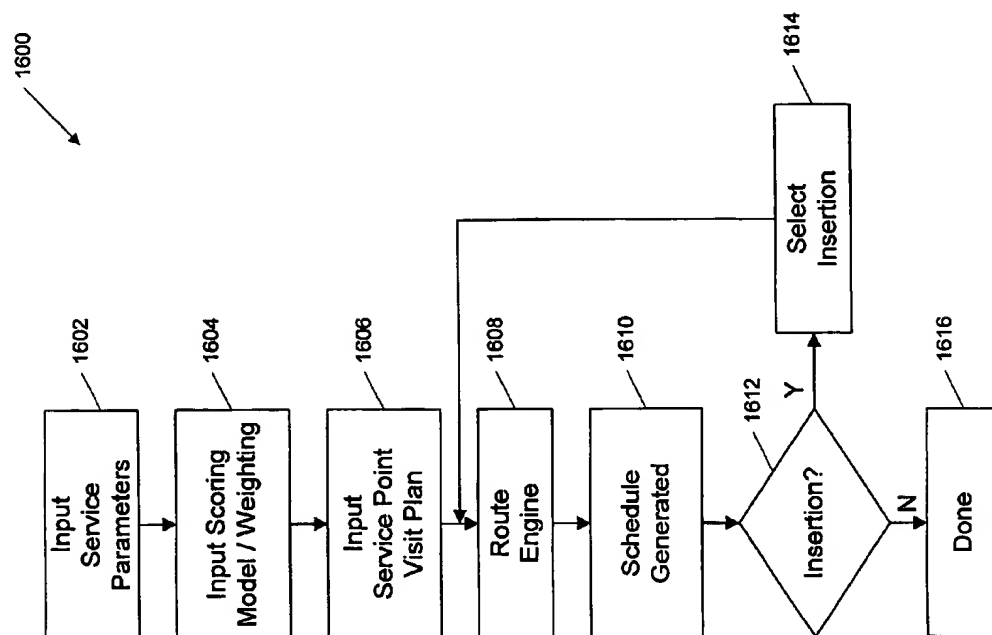 1600
Input
Service
Parameters
1602
Input Scoring
Model / Weighting
1604
Input
Service Point
Visit Plan
1606
Route
Engine
1608
Schedule
Generated
1610
Insertion?
1612
Y
Select
Insertion
1614
N
Done
1616